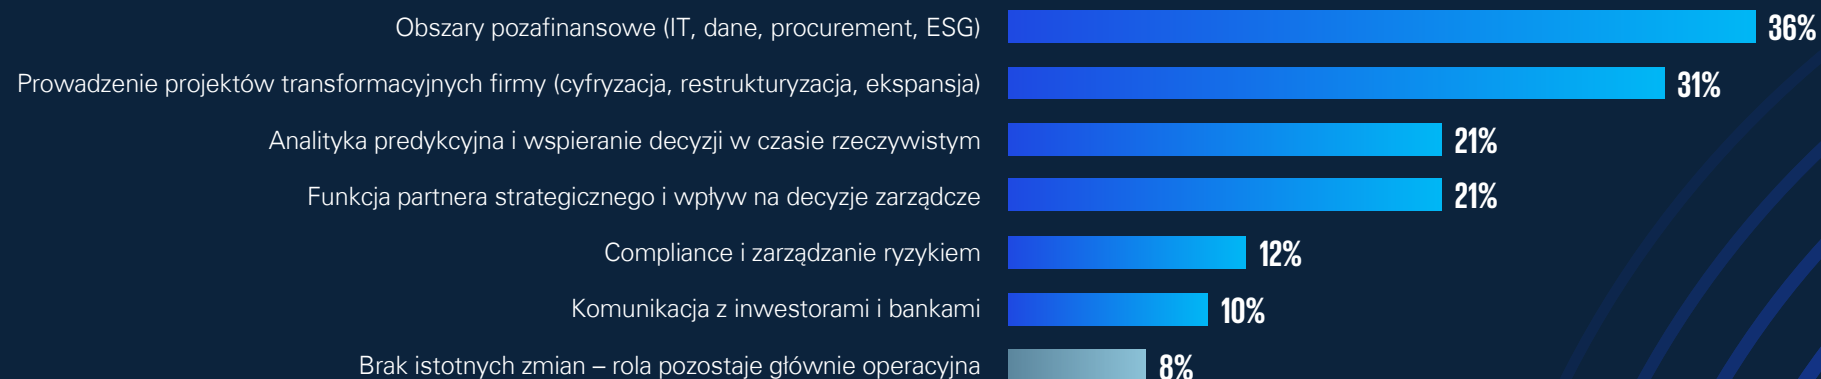 Obszary pozafinansowe (IT, dane, procurement, ESG) 36%
Prowadzenie projektów transformacyjnych firmy (cyfryzacja, restrukturyzacja, ekspansja) 31%
Analityka predykcyjna i wspieranie decyzji w czasie rzeczywistym 21%
Funkcja partnera strategicznego i wpływ na decyzje zarządcze 21%
Compliance i zarządzanie ryzykiem 12%
Komunikacja z inwestorami i bankami 10%
Brak istotnych zmian – rola pozostaje głównie operacyjna 8%